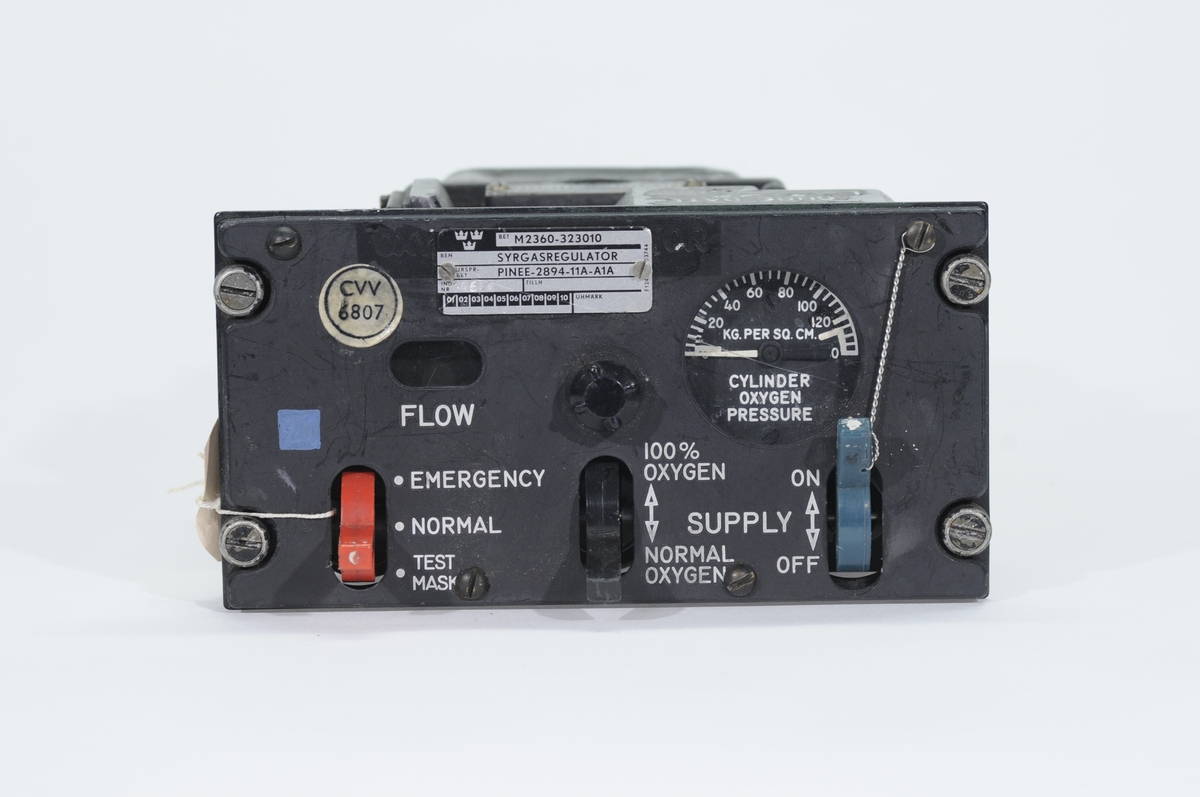 BET M2360-323010
BEN SYRGASREGULATOR
PINEE-2894-11A-A1A
TILLH
01 02 03 04 05 06 07 08 09 10 UHMÄRK
CVV
6807
FLOW
20 40 60 80 100 120 0
KG. PER SQ. CM.
CYLINDER
OXYGEN
PRESSURE
EMERGENCY
NORMAL
TEST
MASK
100%
OXYGEN
NORMAL
OXYGEN
SUPPLY
ON
OFF